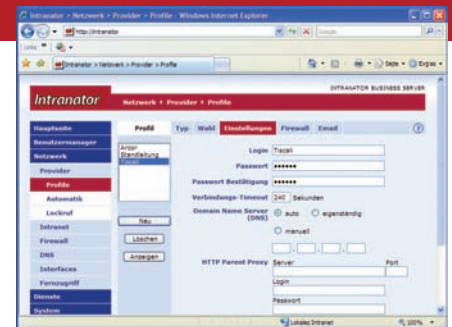 Intranator > Netzwerk > Provider > Profile - Windows Internet Explorer
http://intranator
Google
Links
Intranator > Netzwerk > Provider > Profile
Seite
Extras
INTRANATOR BUSINESS SERVER
Intranator
Netzwerk > Provider > Profile
Hauptseite
Benutzermanager
Netzwerk
Provider
Profile
Automatik
Lockruf
Intranet
Firewall
DNS
Interfaces
Fernzugriff
Dienste
System
Profil
Typ Wahl Einstellungen Firewall Email
Arcor
Standleitung
Tiscali
Neu
Löschen
Anzeigen
Login Tiscali
Passwort ••••••
Passwort Bestätigung ••••••
Verbindungs-Timeout 240 Sekunden
Domain Name Server (DNS) auto eigenständig
manuell
HTTP Parent Proxy Server Port
Login
Passwort
Lokales Intranet 100%